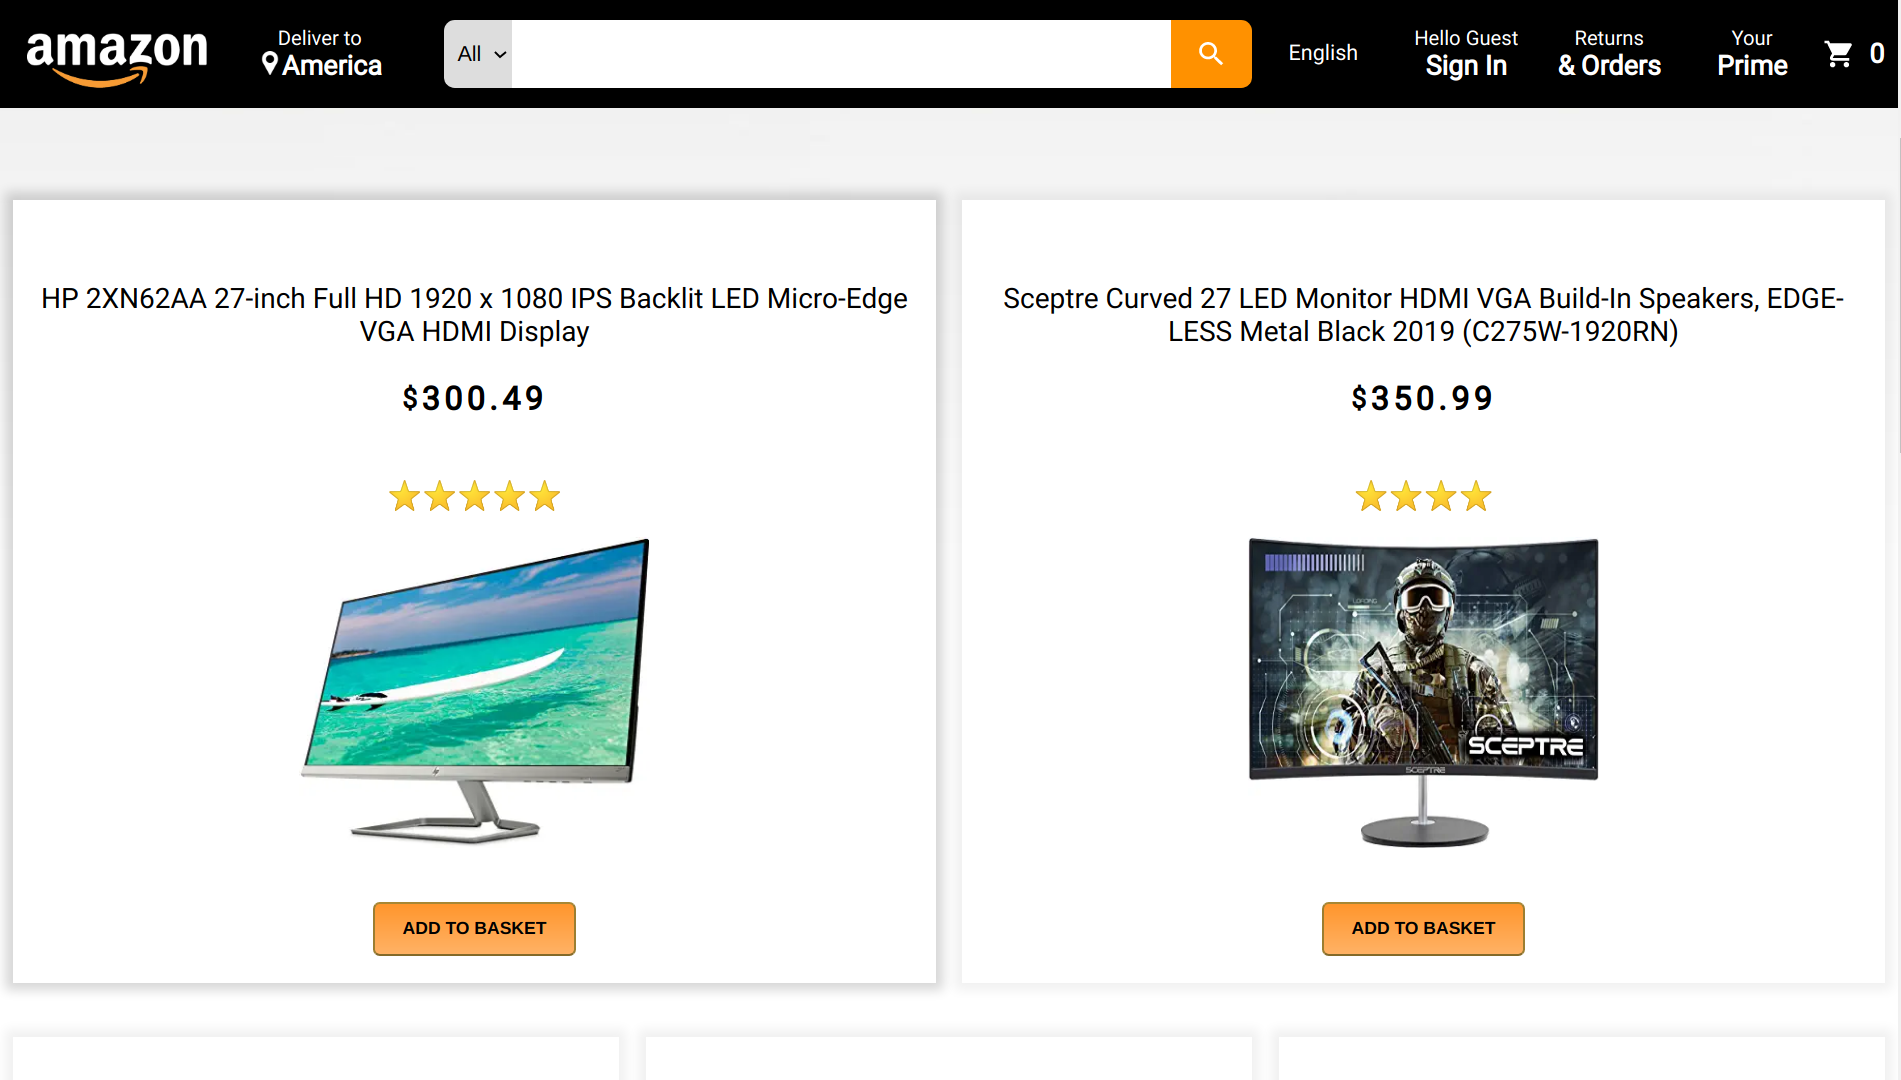 amazon
Deliver to
America
All
English
Hello Guest
Sign In
Returns
& Orders
Your
Prime
0
HP 2XN62AA 27-inch Full HD 1920 x 1080 IPS Backlit LED Micro-Edge
VGA HDMI Display
$300.49
Sceptre Curved 27 LED Monitor HDMI VGA Build-In Speakers, EDGE-
LESS Metal Black 2019 (C275W-1920RN)
$350.99
hp
LOADING
SCEPTRE
SCEPTRE
ADD TO BASKET
ADD TO BASKET